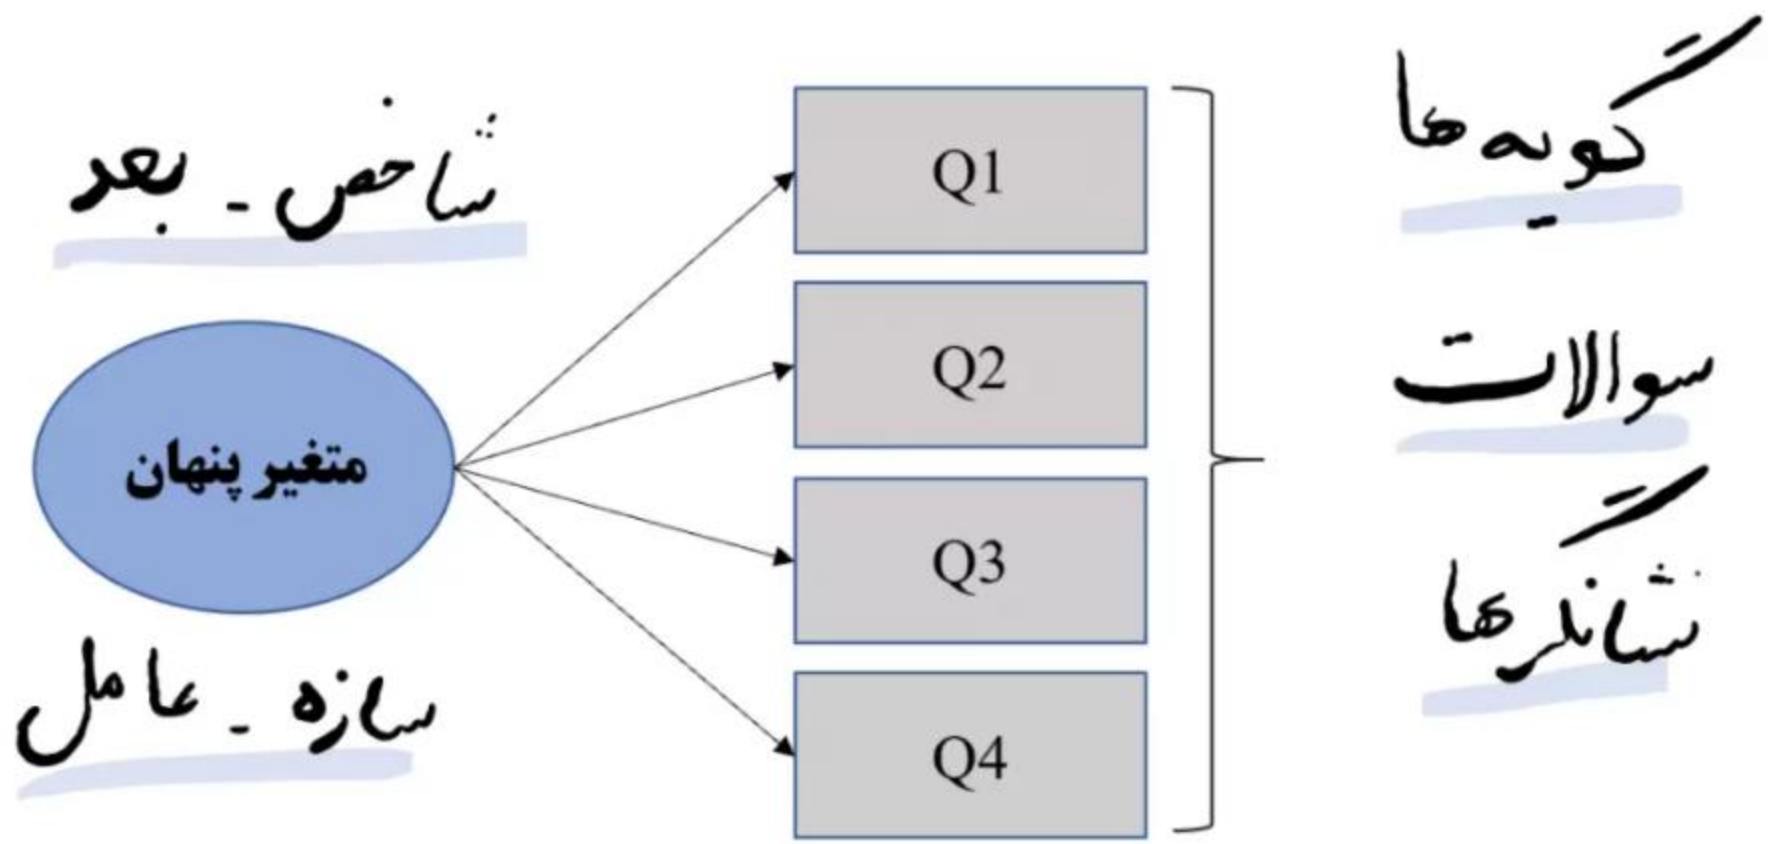 شاخص - بعد
متغیر پنهان
سازه - عامل
Q1
Q2
Q3
Q4
گویه ها
سوالات
نشانگرها